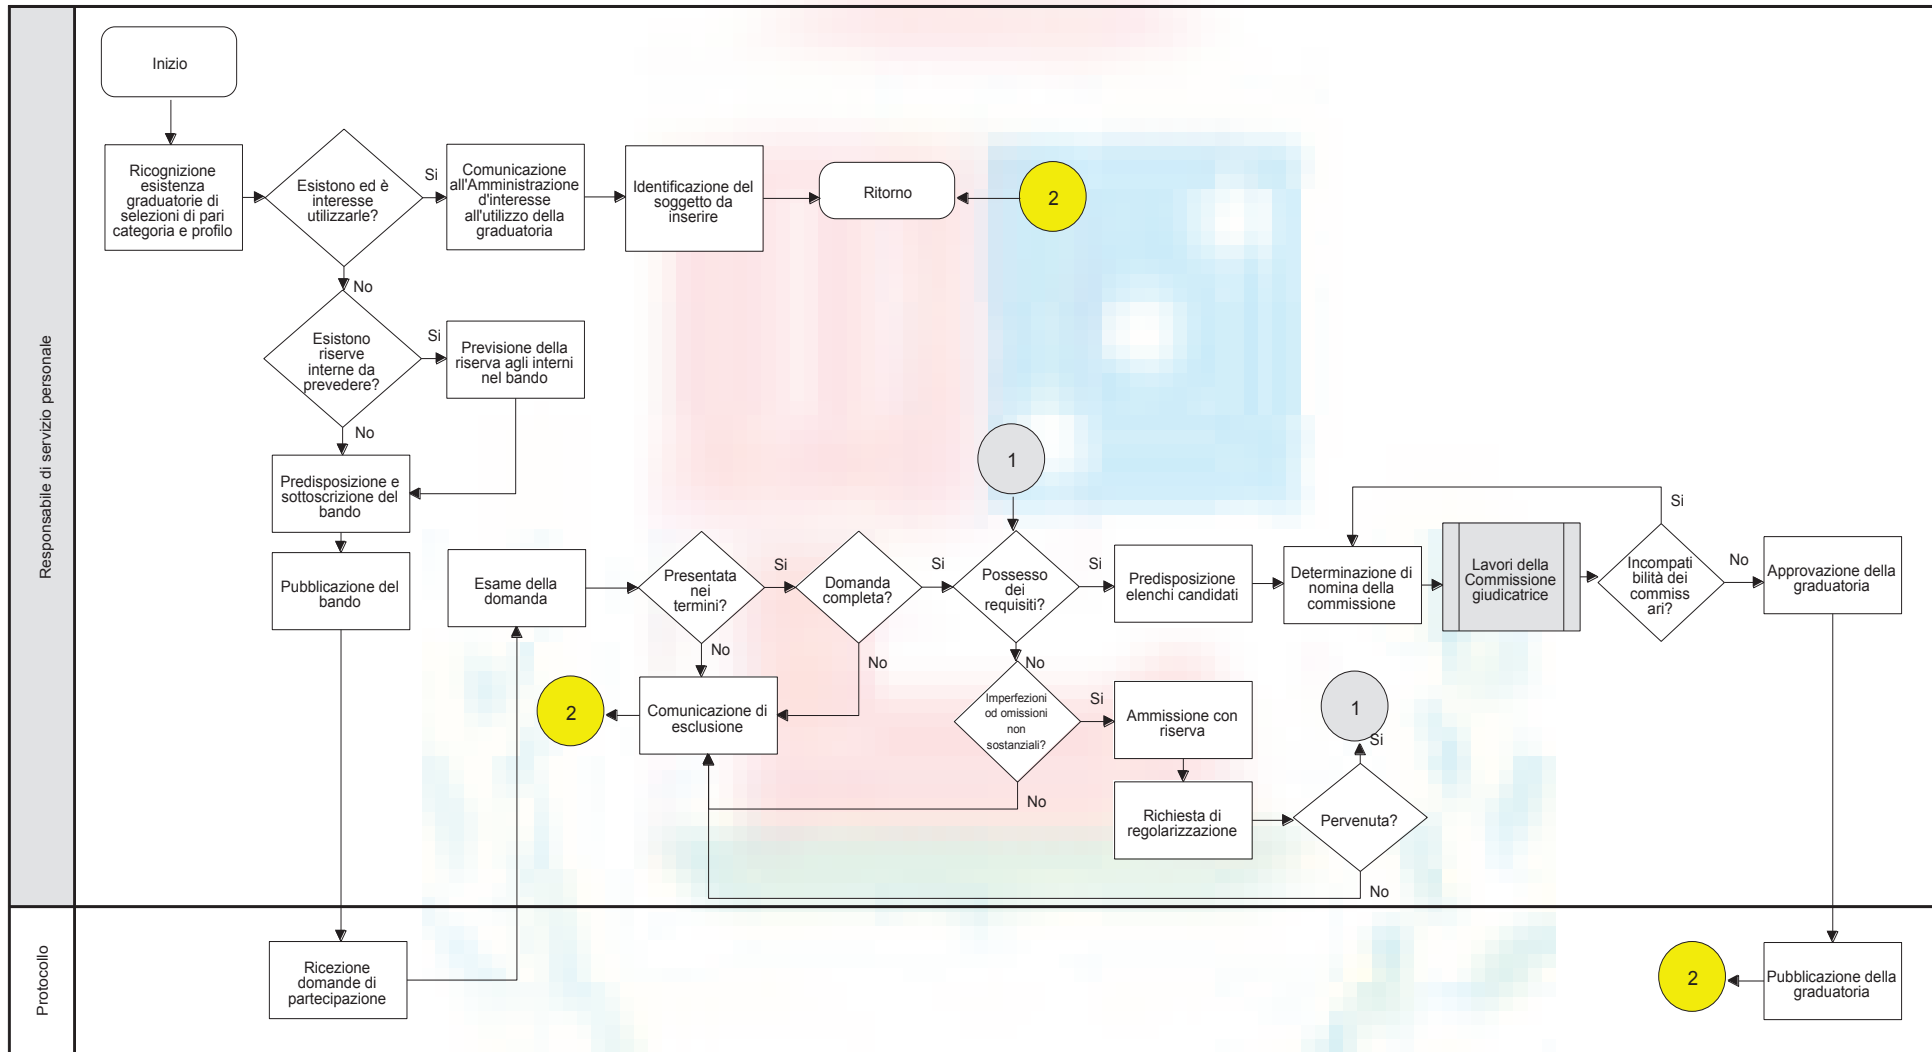 Responsabile di servizio personale
Inizio
Ricognizione
esistenza
graduatorie di
selezioni di pari
categoria e profilo
Esistono ed è
interesse
utilizzarle?
Si
Comunicazione
all'Amministrazione
d'interesse
all'utilizzo della
graduatoria
Identificazione del
soggetto da
inserire
Ritorno
2
No
Esistono
riserve
interne da
prevedere?
Si
Previsione della
riserva agli interni
nel bando
No
Predisposizione e
sottoscrizione del
bando
Pubblicazione del
bando
Esame della
domanda
Presentata
nei
termini?
Si
Domanda
completa?
Si
1
Possesso
dei
requisiti?
Si
Predisposizione
elenchi candidati
Determinazione di
nomina della
commissione
Lavori della
Commissione
giudicatrice
Incompati
bilità dei
commiss
ari?
Si
No
Approvazione della
graduatoria
No
No
No
2
Comunicazione di
esclusione
Imperfezioni
od omissioni
non
sostanziali?
Si
Ammissione con
riserva
No
Richiesta di
regolarizzazione
Pervenuta?
Si
1
No
Protocollo
Ricezione
domande di
partecipazione
2
Pubblicazione della
graduatoria